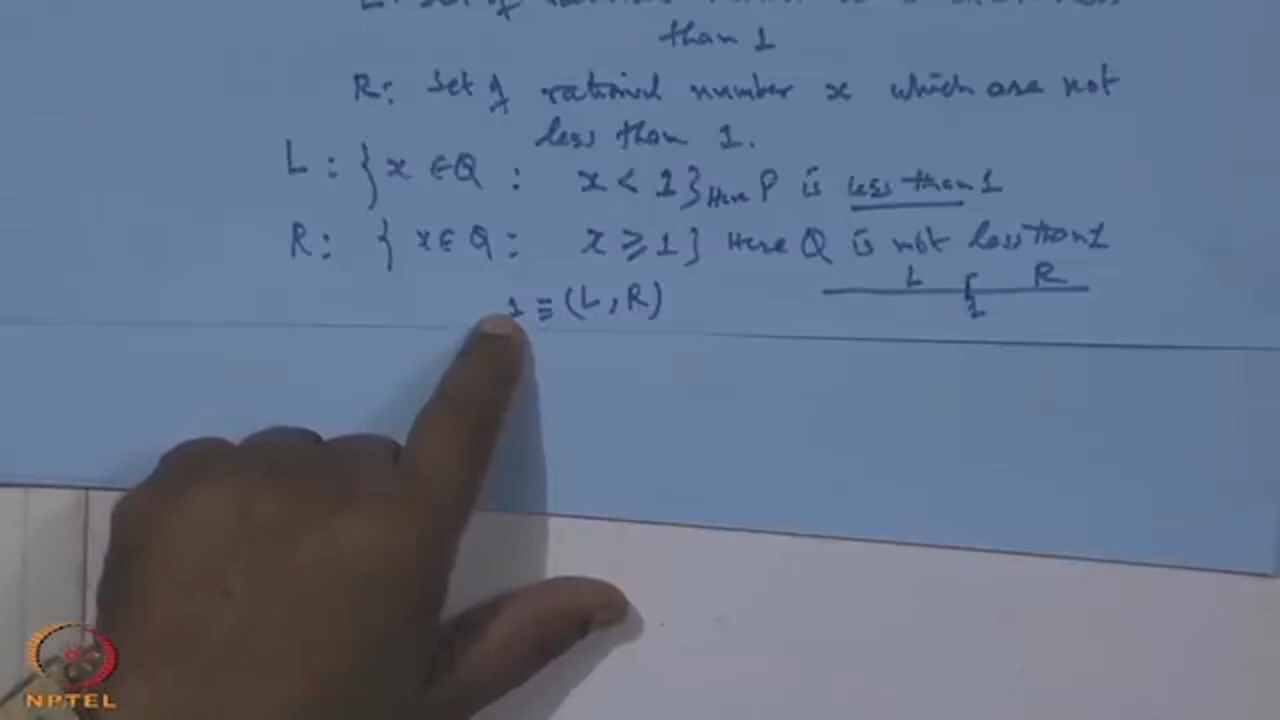 than 1
R: Set of rational number x which are not
less than 1.
L : { x ∈ Q : x < 1} Here P is less than 1
R: { x ∈ Q : x ≥ 1} Here Q is not less than 1
L R
1
1 ≡ (L, R)
NPTEL